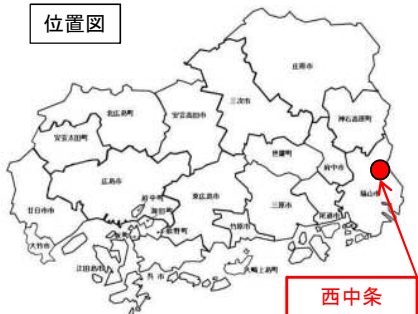 位置図
庄原市
三次市
神石高原町
北広島町
安芸高田市
安芸太田町
世羅町
府中市
広島市
福山市
府中町
東広島市
海田町
三原市
尾道市
廿日市市
熊野町
竹原市
坂町
大竹市
江田島市
呉市
大崎上島町
西中条